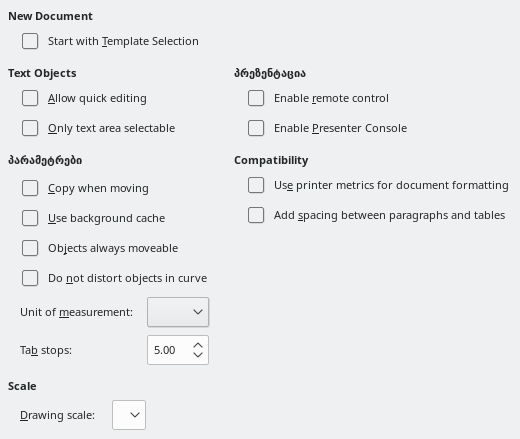 New Document
Start with Template Selection
Text Objects
Allow quick editing
Only text area selectable
პრეზენტაცია
Enable remote control
Enable Presenter Console
პარამეტრები
Copy when moving
Use background cache
Objects always moveable
Do not distort objects in curve
Compatibility
Use printer metrics for document formatting
Add spacing between paragraphs and tables
Unit of measurement:
Tab stops:
5.00
Scale
Drawing scale: